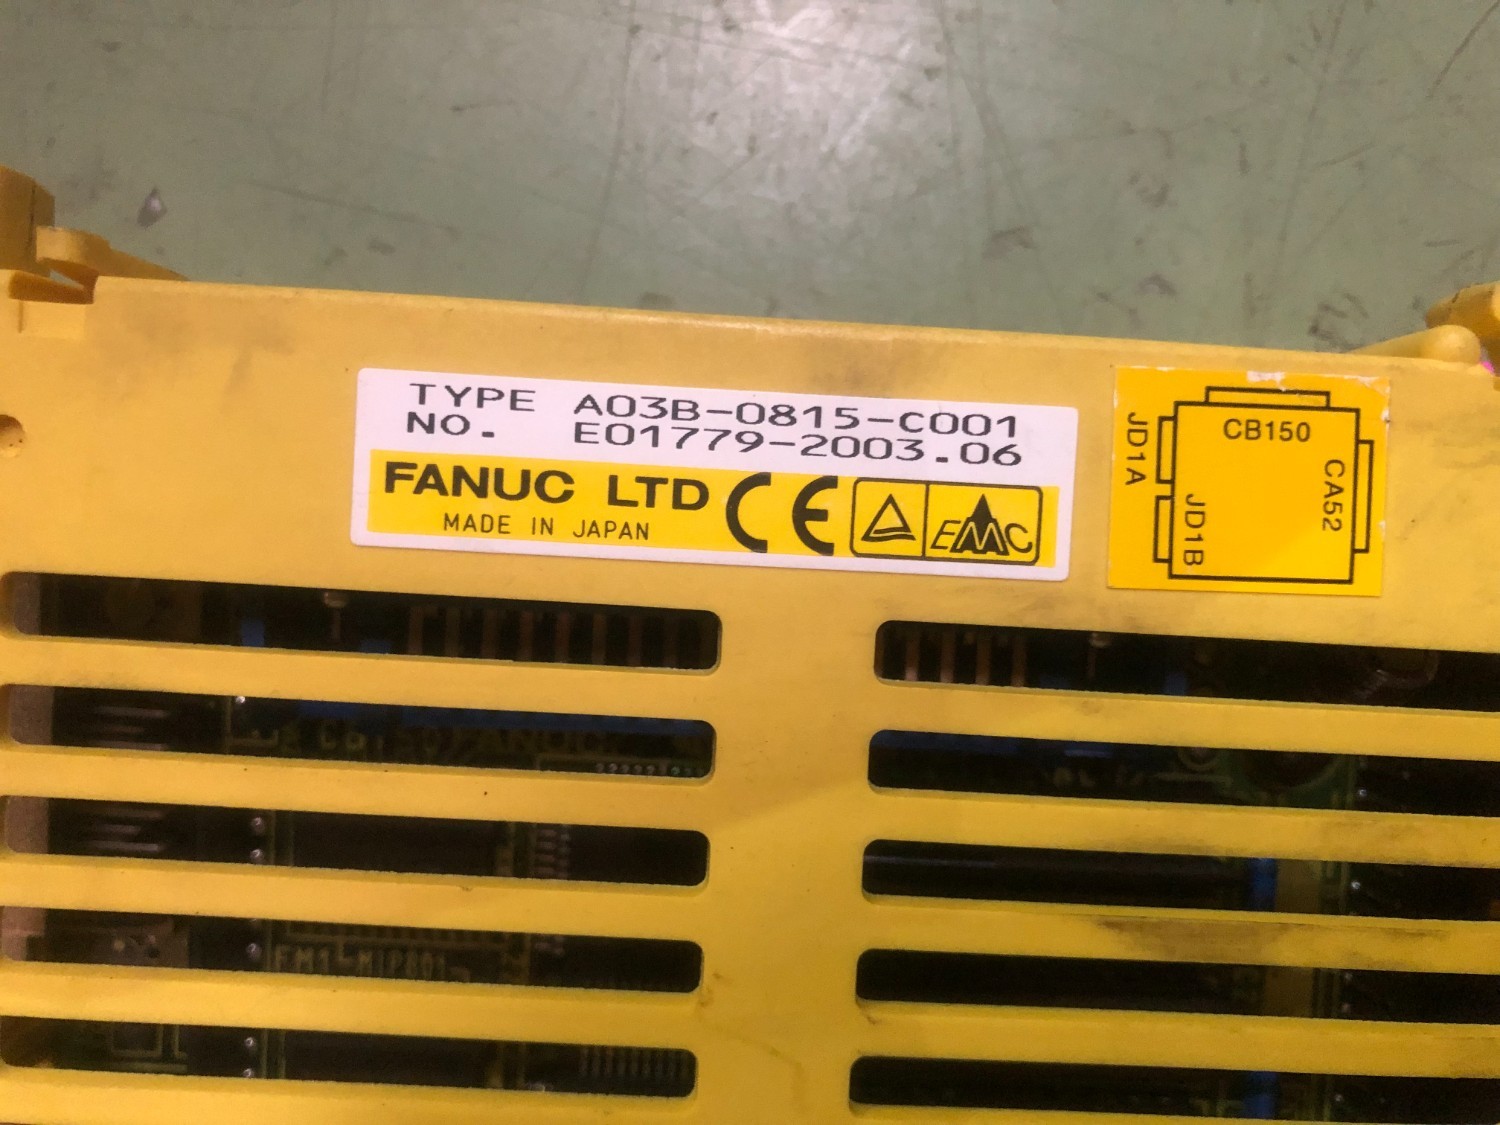 TYPE A03B-0815-C001
NO. E01779-2003.06
FANUC LTD CE EMC
MADE IN JAPAN
CB150
JD1A
CA52
JD1B
FANUC
FM1-MIP801